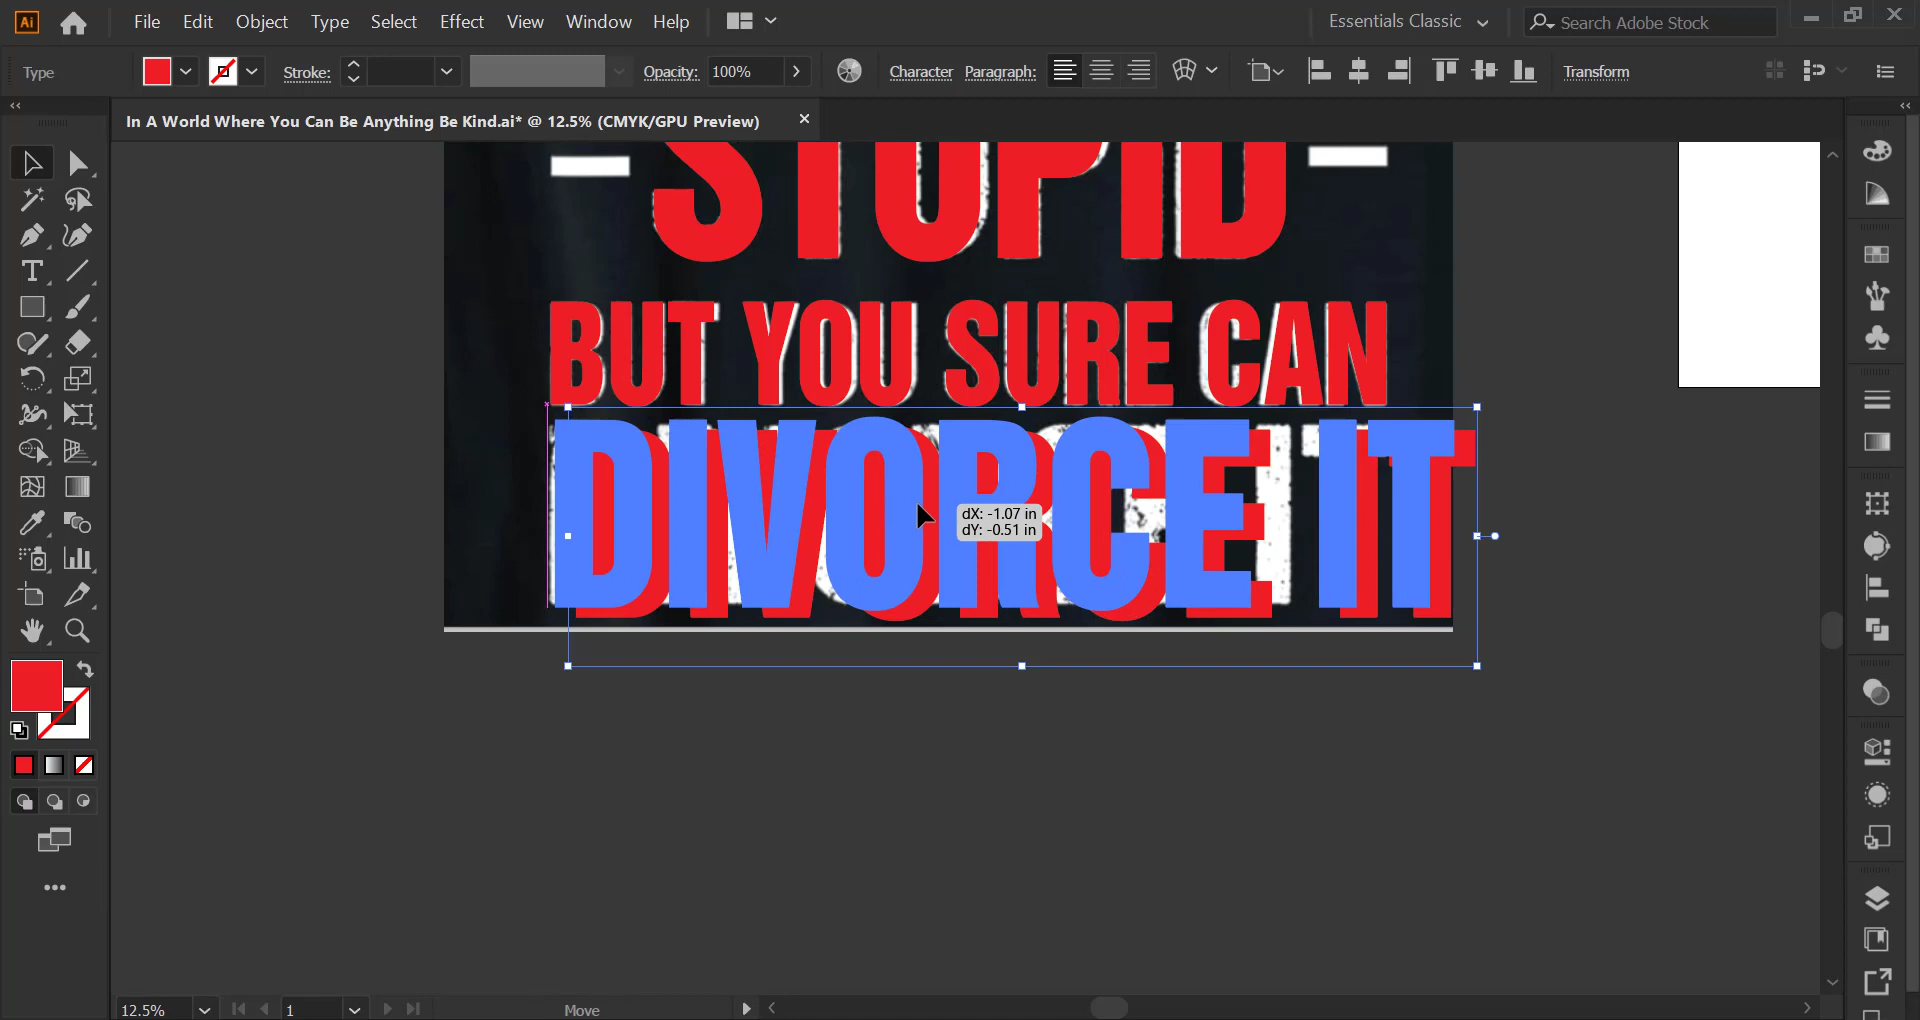 Ai File Edit Object Type Select Effect View Window Help Essentials Classic Search Adobe Stock
Type Stroke: Opacity: 100% Character Paragraph: Transform
In A World Where You Can Be Anything Be Kind.ai* @ 12.5% (CMYK/GPU Preview)
STUPID
BUT YOU SURE CAN
DIVORCE IT
dX: -1.07 in
dY: -0.51 in
12.5% 1 Move